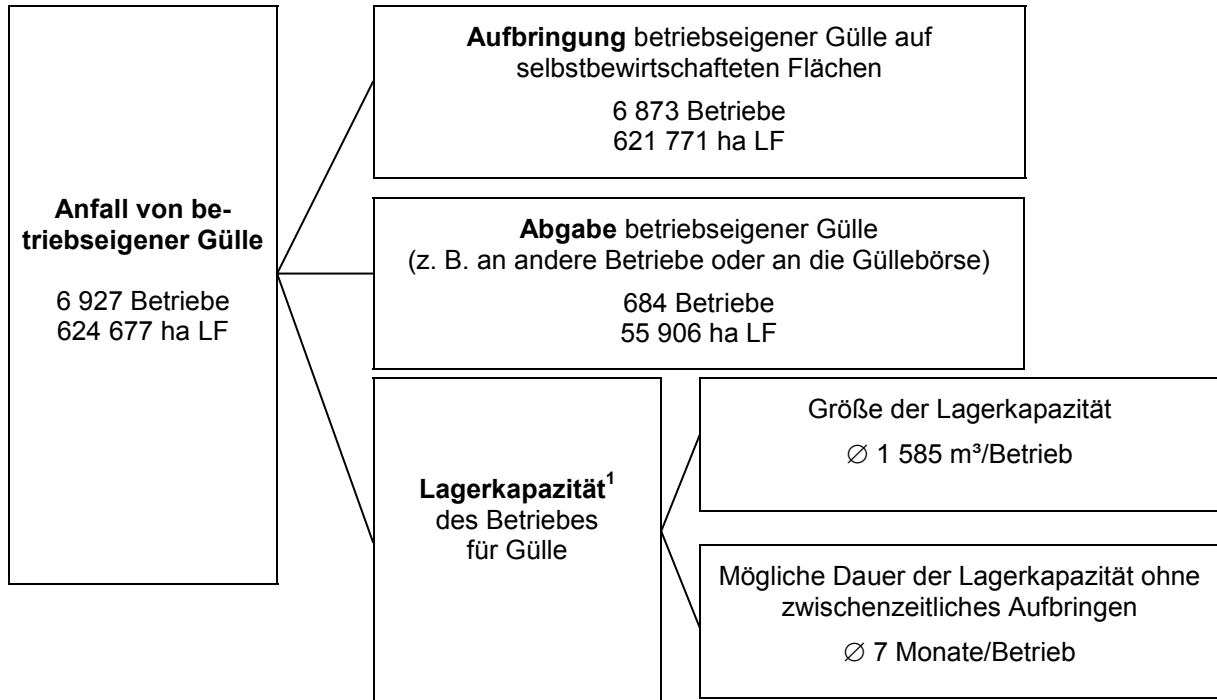 Anfall von be-
triebseigener Gülle
6 927 Betriebe
624 677 ha LF
Aufbringung betriebseigener Gülle auf
selbstbewirtschafteten Flächen
6 873 Betriebe
621 771 ha LF
Abgabe betriebseigener Gülle
(z. B. an andere Betriebe oder an die Güllebörse)
684 Betriebe
55 906 ha LF
Lagerkapazität¹
des Betriebes
für Gülle
Größe der Lagerkapazität
∅ 1 585 m³/Betrieb
Mögliche Dauer der Lagerkapazität ohne
zwischenzeitliches Aufbringen
∅ 7 Monate/Betrieb